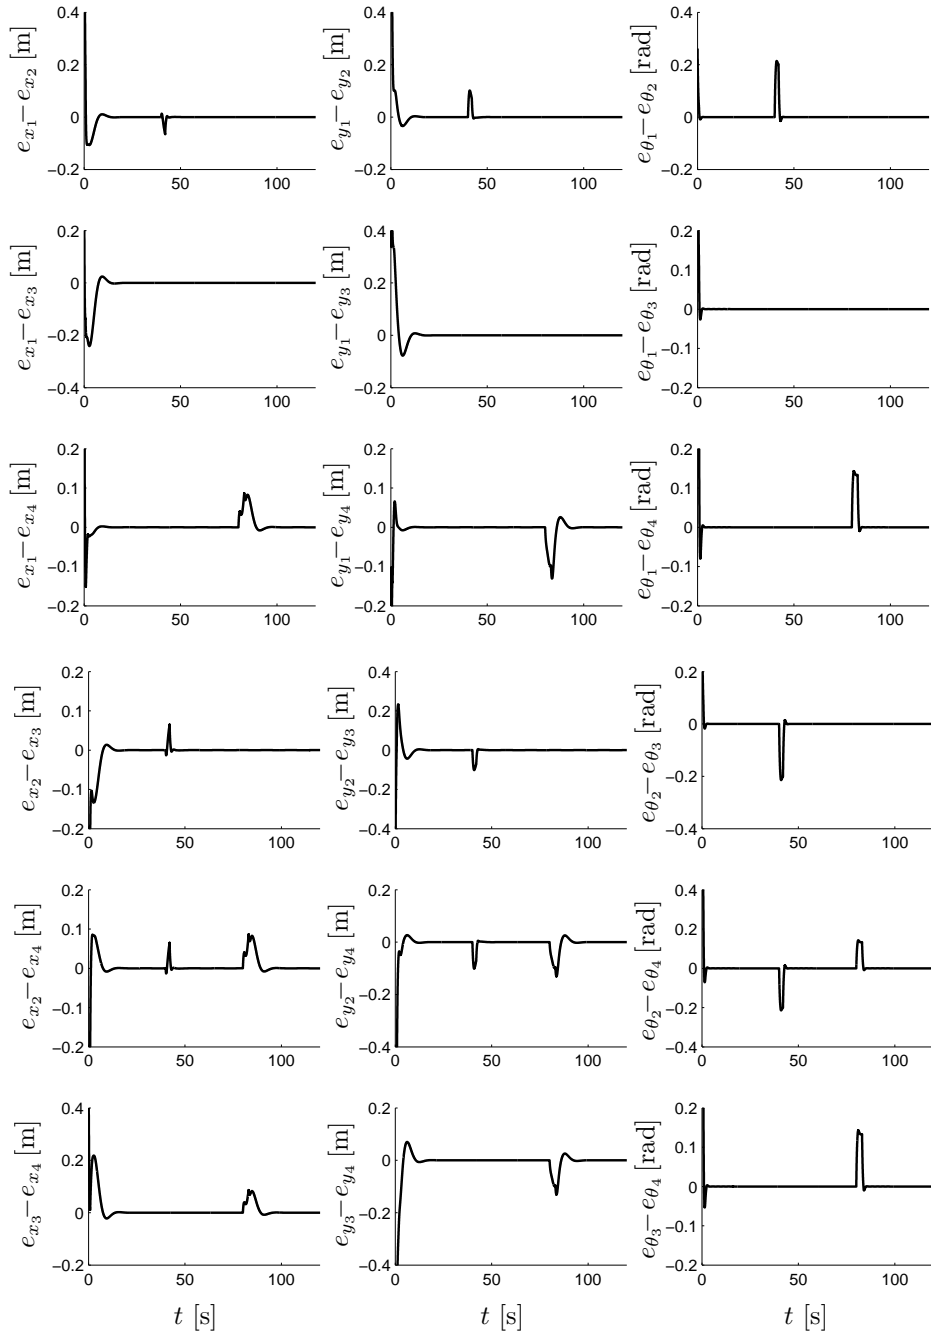 e_{x_1}−e_{x_2} [m]
0.4
0.2
0
−0.2
0 50 100
e_{y_1}−e_{y_2} [m]
0.4
0.2
0
−0.2
0 50 100
e_{θ_1}−e_{θ_2} [rad]
0.4
0.2
0
−0.2
0 50 100
e_{x_1}−e_{x_3} [m]
0.2
0
−0.2
−0.4
0 50 100
e_{y_1}−e_{y_3} [m]
0.4
0.2
0
−0.2
0 50 100
e_{θ_1}−e_{θ_3} [rad]
0.2
0.1
0
−0.1
−0.2
0 50 100
e_{x_1}−e_{x_4} [m]
0.2
0.1
0
−0.1
−0.2
0 50 100
e_{y_1}−e_{y_4} [m]
0.2
0.1
0
−0.1
−0.2
0 50 100
e_{θ_1}−e_{θ_4} [rad]
0.2
0.1
0
−0.1
−0.2
0 50 100
e_{x_2}−e_{x_3} [m]
0.2
0.1
0
−0.1
−0.2
0 50 100
e_{y_2}−e_{y_3} [m]
0.4
0.2
0
−0.2
−0.4
0 50 100
e_{θ_2}−e_{θ_3} [rad]
0.2
0
−0.2
−0.4
0 50 100
e_{x_2}−e_{x_4} [m]
0.2
0.1
0
−0.1
−0.2
0 50 100
e_{y_2}−e_{y_4} [m]
0.2
0
−0.2
−0.4
0 50 100
e_{θ_2}−e_{θ_4} [rad]
0.4
0.2
0
−0.2
−0.4
0 50 100
e_{x_3}−e_{x_4} [m]
0.4
0.2
0
−0.2
0 50 100
t [s]
e_{y_3}−e_{y_4} [m]
0.2
0
−0.2
−0.4
0 50 100
t [s]
e_{θ_3}−e_{θ_4} [rad]
0.2
0.1
0
−0.1
−0.2
0 50 100
t [s]